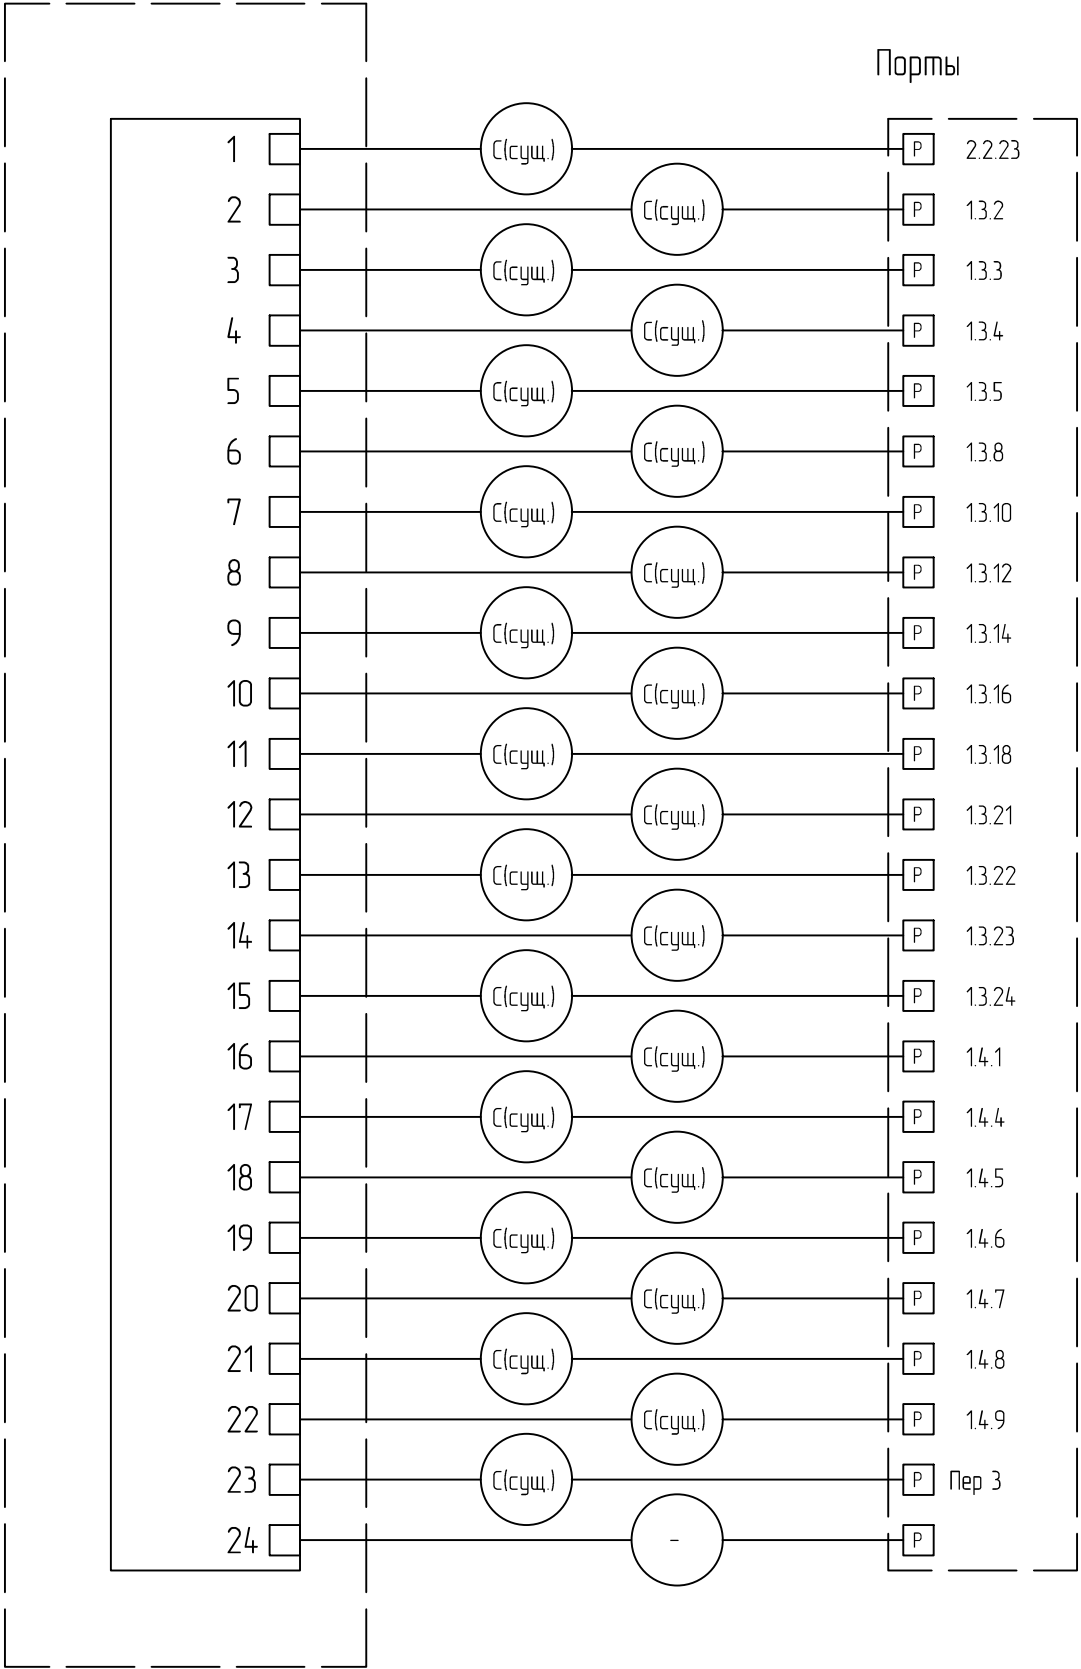 Порты
1 С(сущ.) P 2.2.23
2 С(сущ.) P 1.3.2
3 С(сущ.) P 1.3.3
4 С(сущ.) P 1.3.4
5 С(сущ.) P 1.3.5
6 С(сущ.) P 1.3.8
7 С(сущ.) P 1.3.10
8 С(сущ.) P 1.3.12
9 С(сущ.) P 1.3.14
10 С(сущ.) P 1.3.16
11 С(сущ.) P 1.3.18
12 С(сущ.) P 1.3.21
13 С(сущ.) P 1.3.22
14 С(сущ.) P 1.3.23
15 С(сущ.) P 1.3.24
16 С(сущ.) P 1.4.1
17 С(сущ.) P 1.4.4
18 С(сущ.) P 1.4.5
19 С(сущ.) P 1.4.6
20 С(сущ.) P 1.4.7
21 С(сущ.) P 1.4.8
22 С(сущ.) P 1.4.9
23 С(сущ.) P Пер 3
24 - P